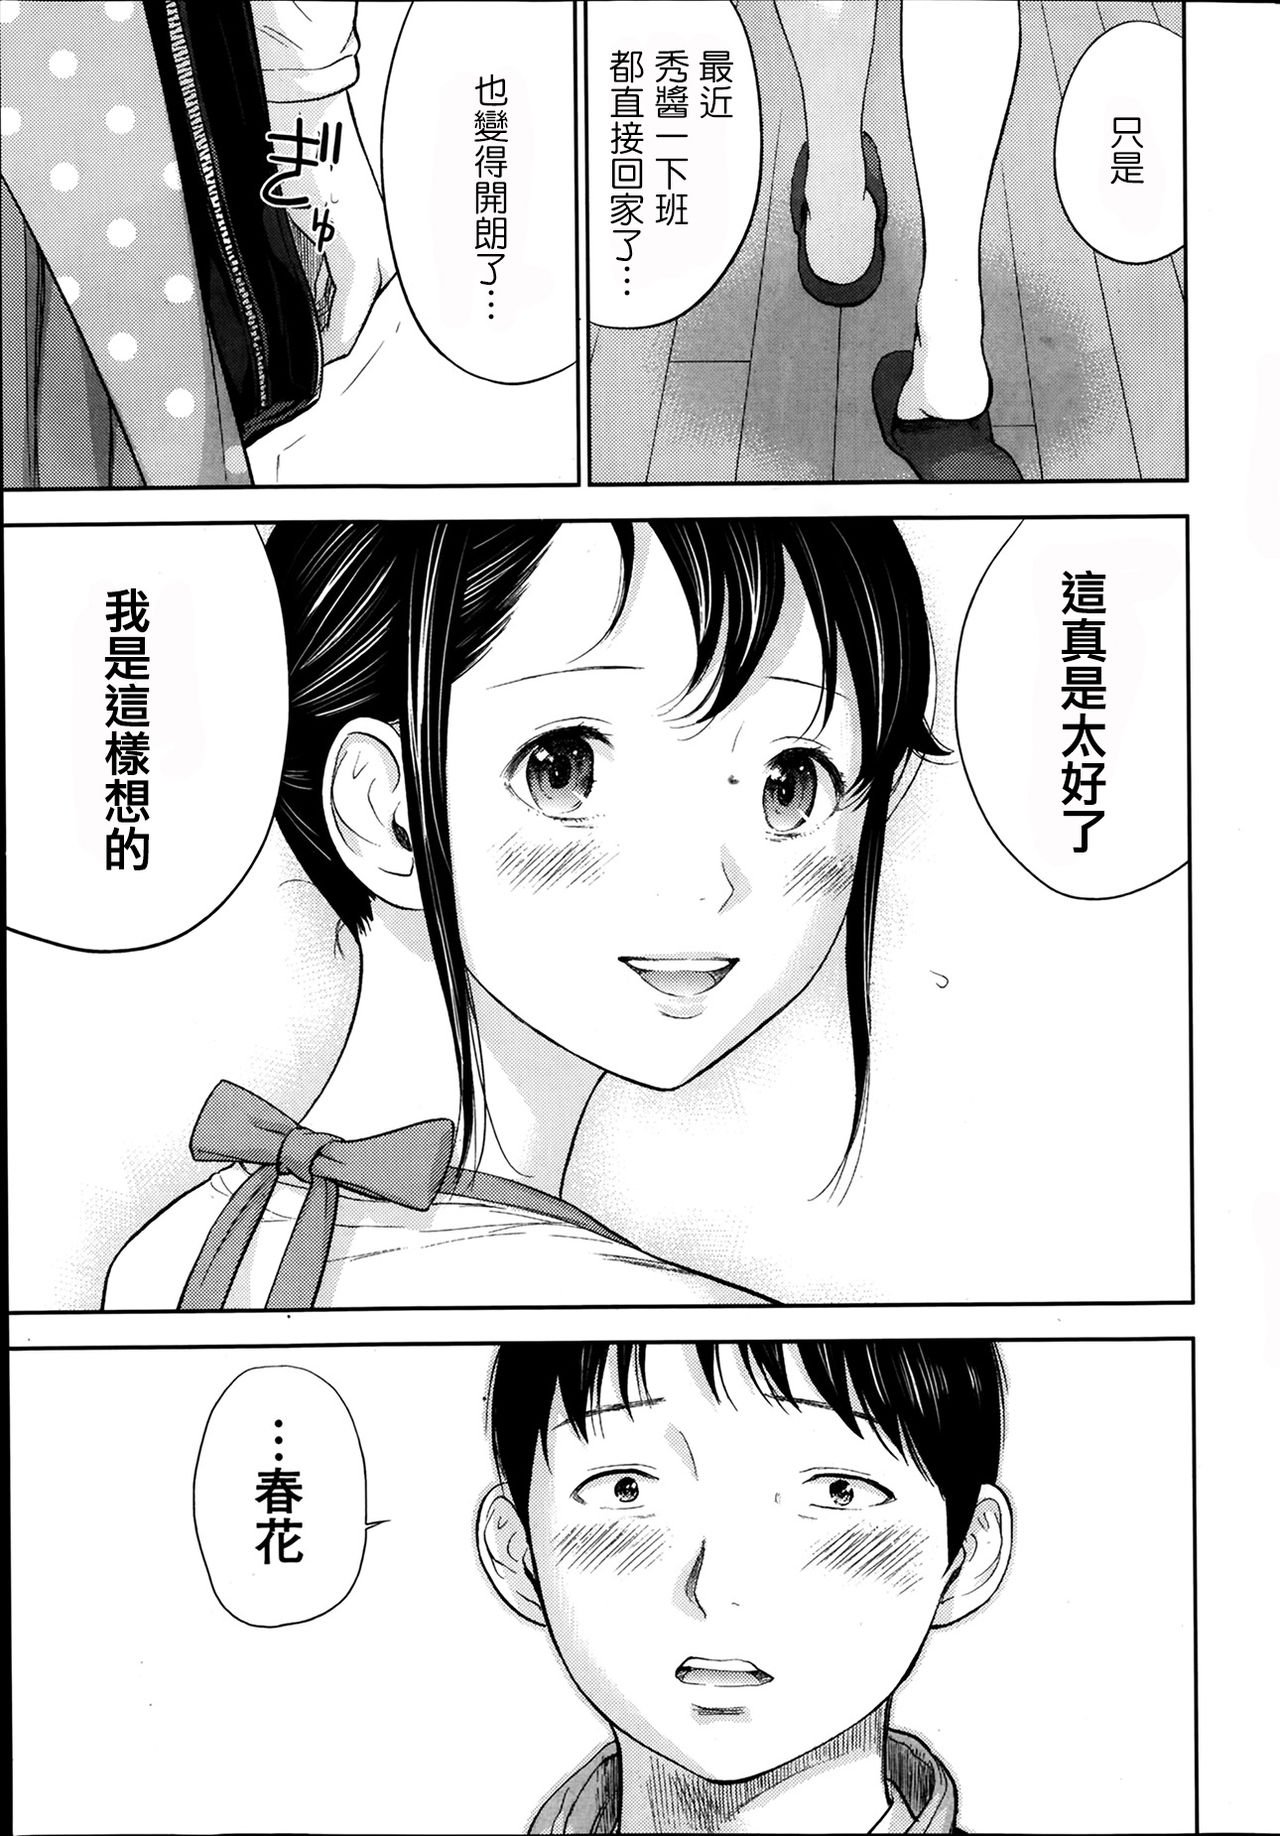 只是
最近
秀醬一下班
都直接回家了…
也變得開朗了…
ぎゅ
這真是太好了
我是這樣想的
…春花